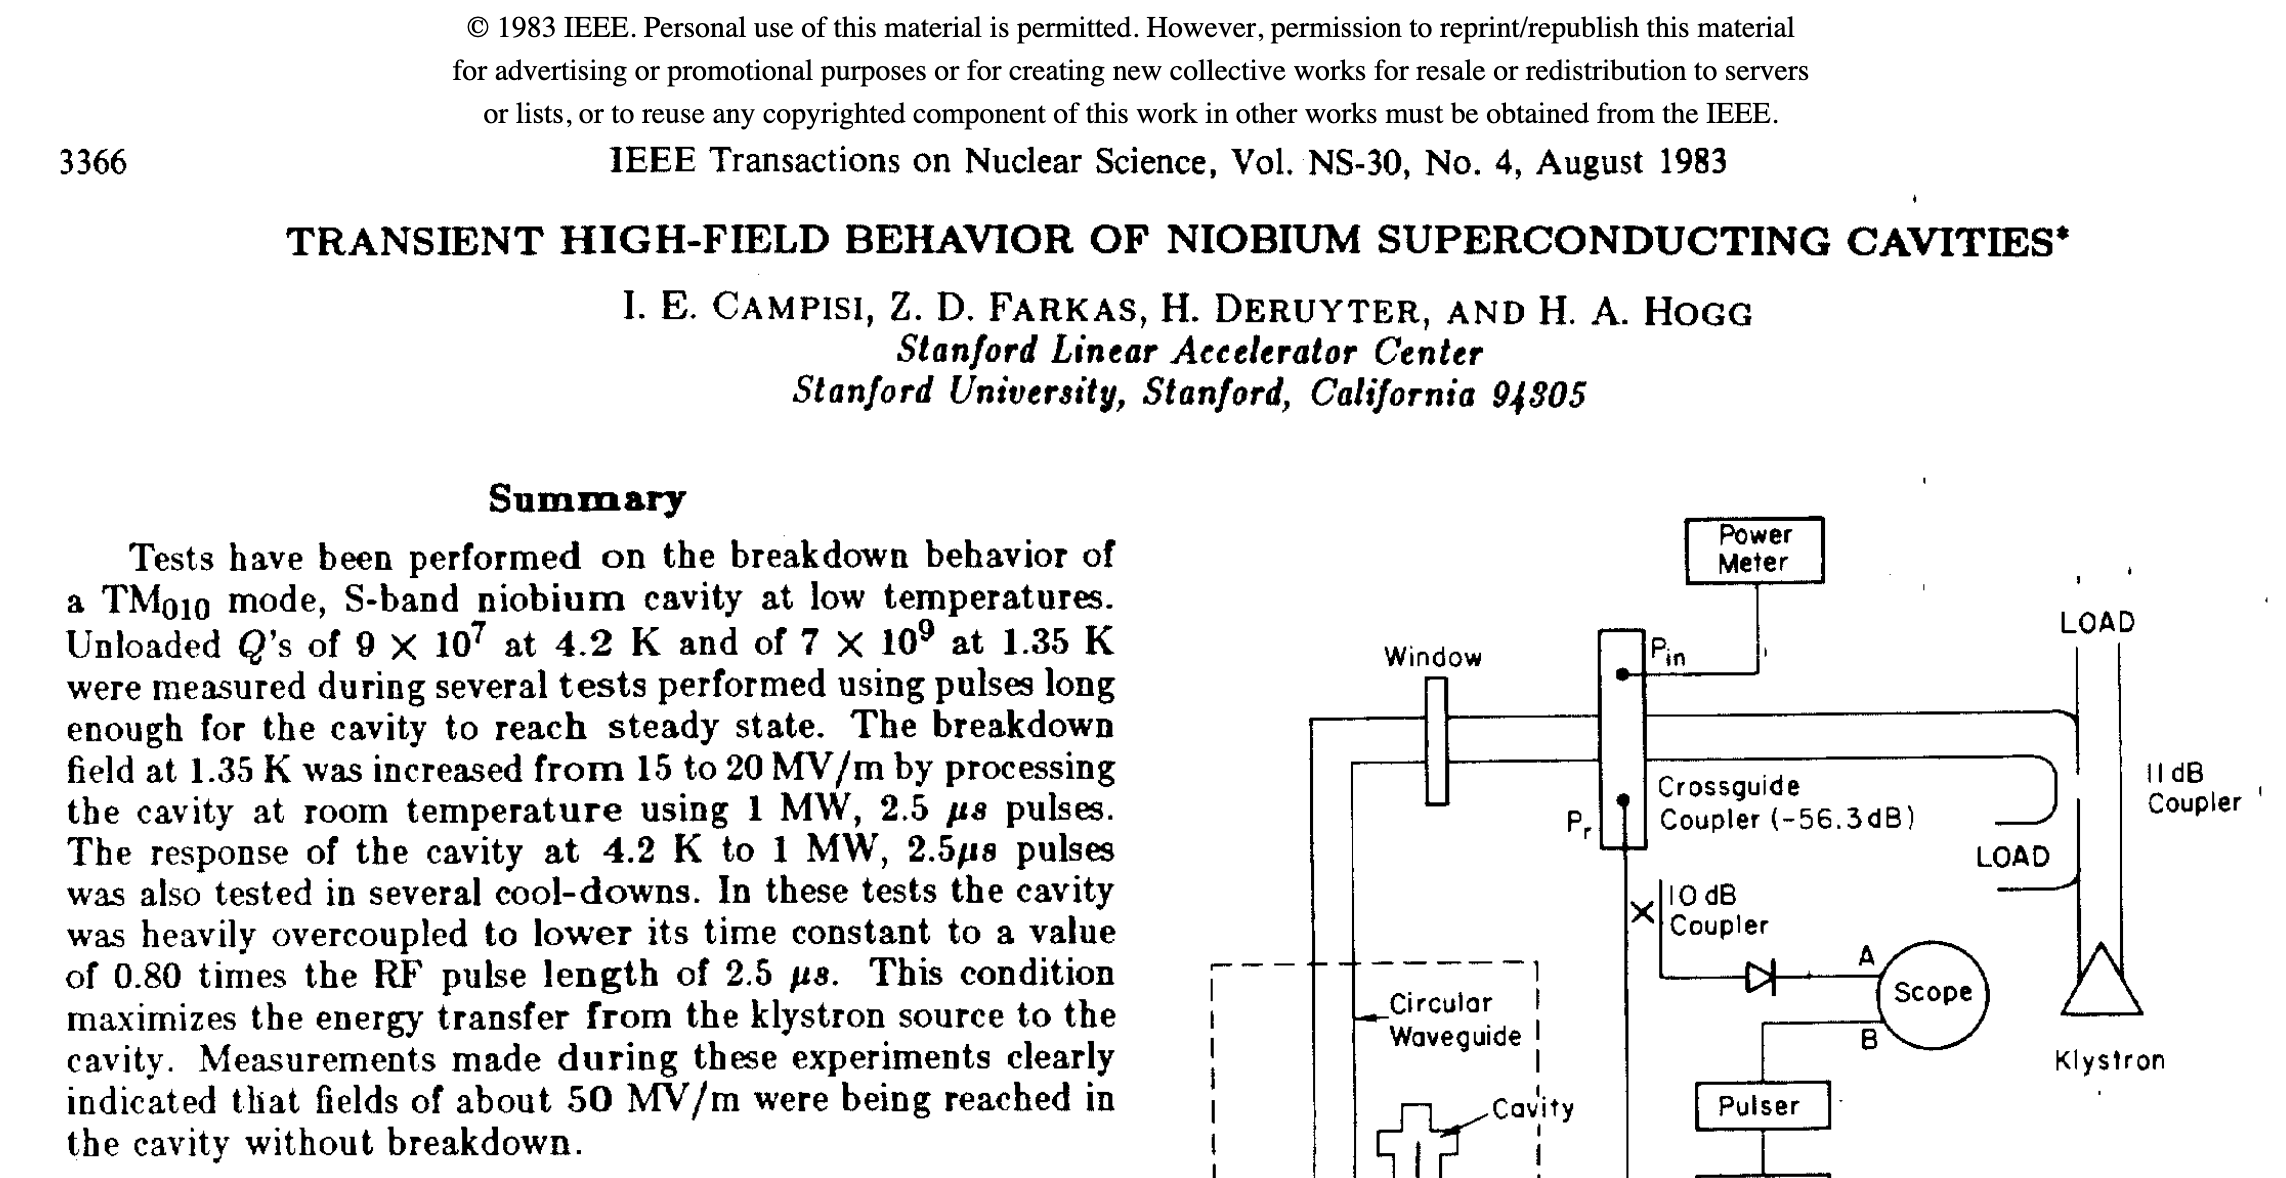 © 1983 IEEE. Personal use of this material is permitted. However, permission to reprint/republish this material
for advertising or promotional purposes or for creating new collective works for resale or redistribution to servers
or lists, or to reuse any copyrighted component of this work in other works must be obtained from the IEEE.
3366 IEEE Transactions on Nuclear Science, Vol. NS-30, No. 4, August 1983
TRANSIENT HIGH-FIELD BEHAVIOR OF NIOBIUM SUPERCONDUCTING CAVITIES*
I. E. CAMPISI, Z. D. FARKAS, H. DERUYTER, AND H. A. HOGG
Stanford Linear Accelerator Center
Stanford University, Stanford, California 94305
Summary
Tests have been performed on the breakdown behavior of
a TM₀₁₀ mode, S-band niobium cavity at low temperatures.
Unloaded Q's of 9 × 10⁷ at 4.2 K and of 7 × 10⁹ at 1.35 K
were measured during several tests performed using pulses long
enough for the cavity to reach steady state. The breakdown
field at 1.35 K was increased from 15 to 20 MV/m by processing
the cavity at room temperature using 1 MW, 2.5 μs pulses.
The response of the cavity at 4.2 K to 1 MW, 2.5μs pulses
was also tested in several cool-downs. In these tests the cavity
was heavily overcoupled to lower its time constant to a value
of 0.80 times the RF pulse length of 2.5 μs. This condition
maximizes the energy transfer from the klystron source to the
cavity. Measurements made during these experiments clearly
indicated that fields of about 50 MV/m were being reached in
the cavity without breakdown.
Power
Meter
LOAD
Window
Pin
11 dB
Coupler
Crossguide
Coupler (-56.3dB)
Pr
LOAD
10 dB
Coupler
A
Scope
B
Circular
Waveguide
Klystron
Pulser
Cavity